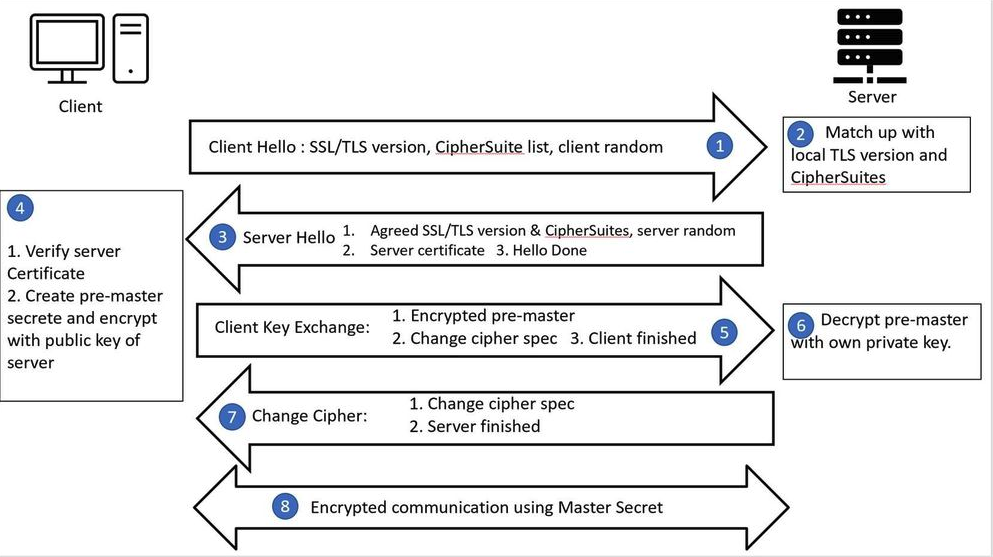 Client
Server
Client Hello : SSL/TLS version, CipherSuite list, client random
1
2 Match up with
local TLS version and
CipherSuites
3 Server Hello
1. Agreed SSL/TLS version & CipherSuites, server random
2. Server certificate 3. Hello Done
4
1. Verify server
Certificate
2. Create pre-master
secrete and encrypt
with public key of
server
Client Key Exchange:
1. Encrypted pre-master
2. Change cipher spec 3. Client finished
5
6 Decrypt pre-master
with own private key.
7 Change Cipher:
1. Change cipher spec
2. Server finished
8 Encrypted communication using Master Secret